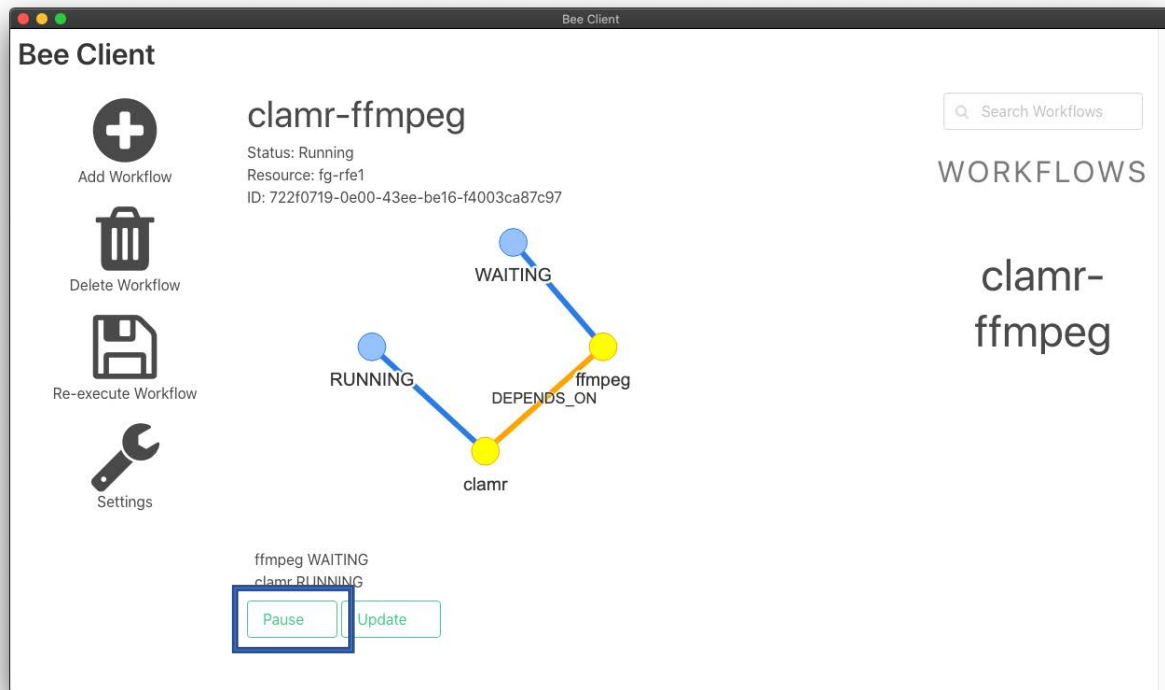 Bee Client
Bee Client
Add Workflow
Delete Workflow
Re-execute Workflow
Settings
clamr-ffmpeg
Status: Running
Resource: fg-rfe1
ID: 722f0719-0e00-43ee-be16-f4003ca87c97
WAITING
RUNNING
ffmpeg
DEPENDS_ON
clamr
ffmpeg WAITING
clamr RUNNING
Pause
Update
Search Workflows
WORKFLOWS
clamr-
ffmpeg